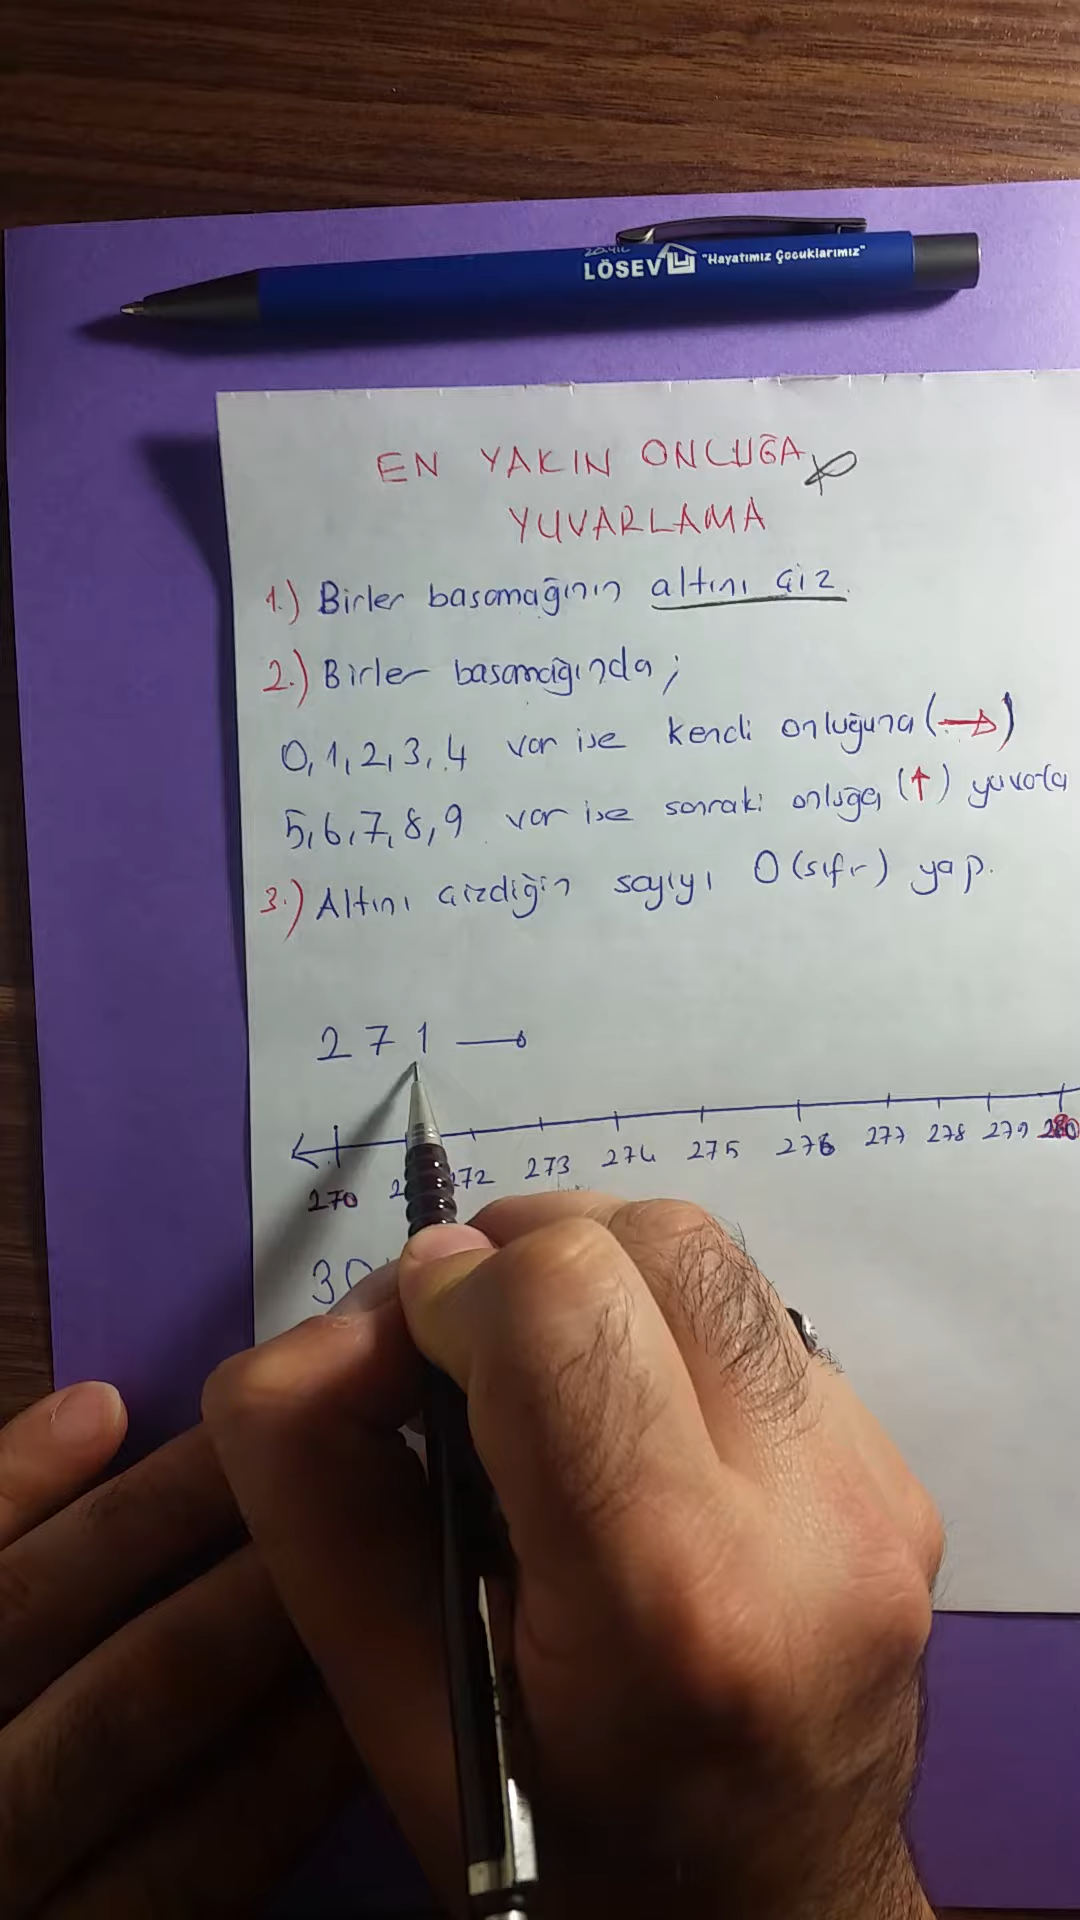 20.YIL
LÖSEV "Hayatımız Çocuklarımız"
EN YAKIN ONLUĞA
YUVARLAMA
1.) Birler basamağının altını çiz.
2.) Birler basamağında;
0, 1, 2, 3, 4 var ise kendi onluğuna (→)
5, 6, 7, 8, 9 var ise sonraki onluğa (↑) yuvarla
3.) Altını çizdiğin sayıyı 0 (sıfır) yap.
271 →
270 272 273 274 275 276 277 278 279 280